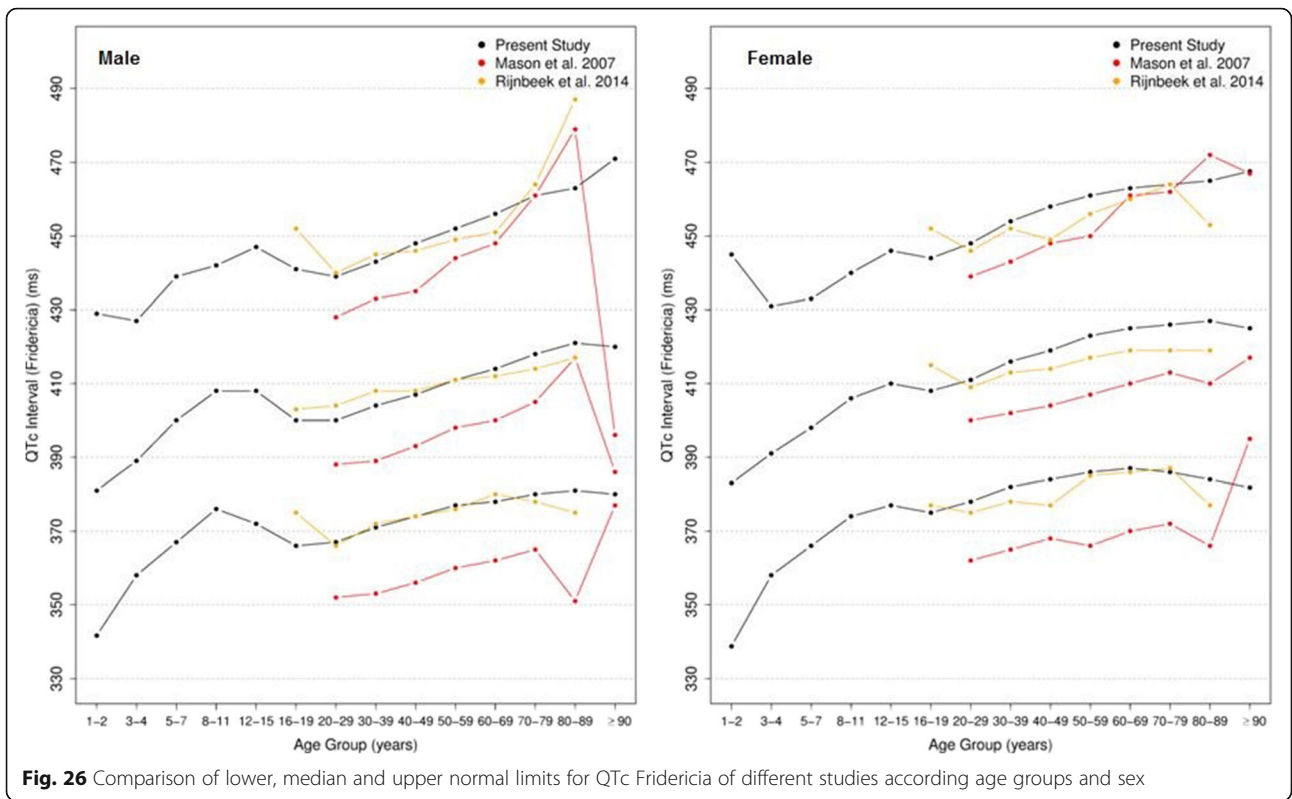 Male
Present Study
Mason et al. 2007
Rijnbeek et al. 2014
QTc Interval (Fridericia) (ms)
490
470
450
430
410
390
370
350
330
1–2 3–4 5–7 8–11 12–15 16–19 20–29 30–39 40–49 50–59 60–69 70–79 80–89 ≥ 90
Age Group (years)
Female
Present Study
Mason et al. 2007
Rijnbeek et al. 2014
QTc Interval (Fridericia) (ms)
490
470
450
430
410
390
370
350
330
1–2 3–4 5–7 8–11 12–15 16–19 20–29 30–39 40–49 50–59 60–69 70–79 80–89 ≥ 90
Age Group (years)
Fig. 26 Comparison of lower, median and upper normal limits for QTc Fridericia of different studies according age groups and sex